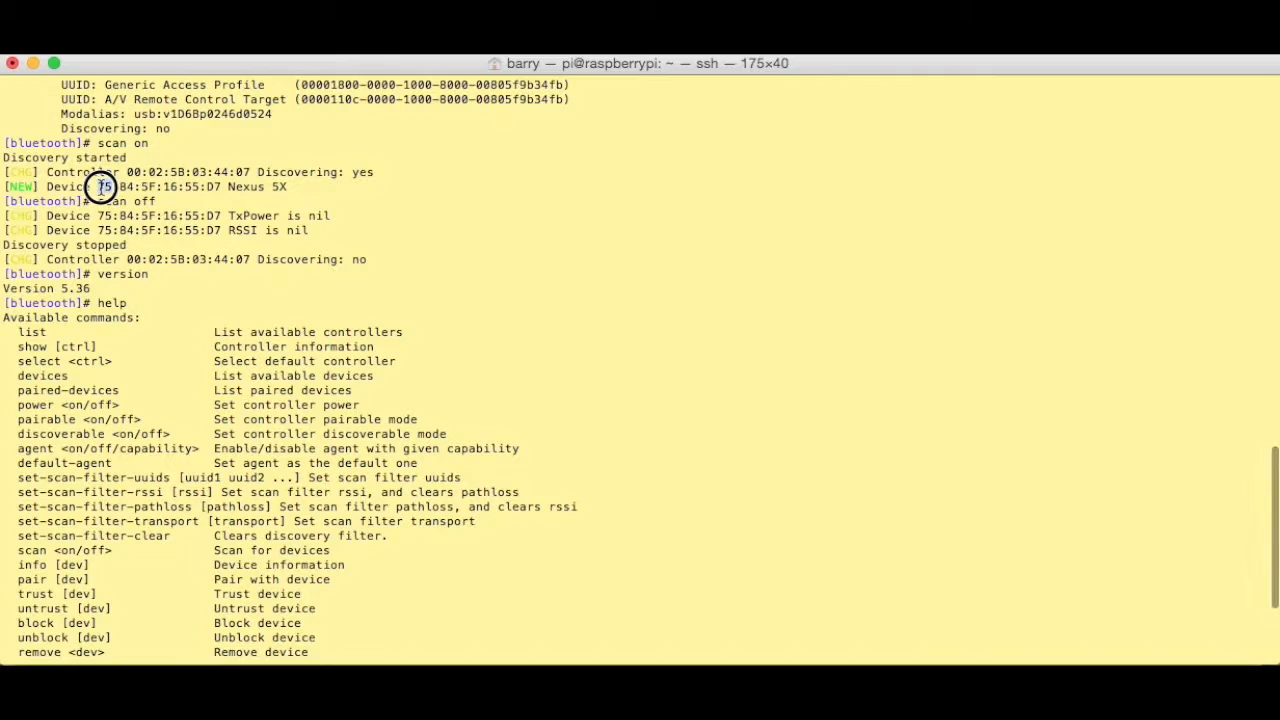 barry — pi@raspberrypi: ~ — ssh — 175×40
UUID: Generic Access Profile    (00001800-0000-1000-8000-00805f9b34fb)
UUID: A/V Remote Control Target (0000110c-0000-1000-8000-00805f9b34fb)
Modalias: usb:v1D6Bp0246d0524
Discovering: no
[bluetooth]# scan on
Discovery started
[CHG] Controller 00:02:5B:03:44:07 Discovering: yes
[NEW] Device 75:84:5F:16:55:D7 Nexus 5X
[bluetooth]# scan off
[CHG] Device 75:84:5F:16:55:D7 TxPower is nil
[CHG] Device 75:84:5F:16:55:D7 RSSI is nil
Discovery stopped
[CHG] Controller 00:02:5B:03:44:07 Discovering: no
[bluetooth]# version
Version 5.36
[bluetooth]# help
Available commands:
list                       List available controllers
show [ctrl]                Controller information
select <ctrl>              Select default controller
devices                    List available devices
paired-devices             List paired devices
power <on/off>             Set controller power
pairable <on/off>          Set controller pairable mode
discoverable <on/off>      Set controller discoverable mode
agent <on/off/capability>  Enable/disable agent with given capability
default-agent              Set agent as the default one
set-scan-filter-uuids [uuid1 uuid2 ...] Set scan filter uuids
set-scan-filter-rssi [rssi] Set scan filter rssi, and clears pathloss
set-scan-filter-pathloss [pathloss] Set scan filter pathloss, and clears rssi
set-scan-filter-transport [transport] Set scan filter transport
set-scan-filter-clear      Clears discovery filter.
scan <on/off>              Scan for devices
info [dev]                 Device information
pair [dev]                 Pair with device
trust [dev]                Trust device
untrust [dev]              Untrust device
block [dev]                Block device
unblock [dev]              Unblock device
remove <dev>               Remove device